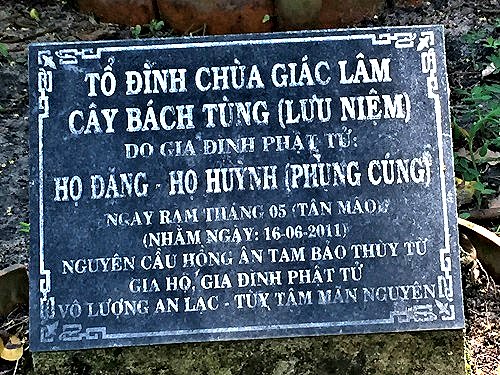 TỔ ĐÌNH CHÙA GIÁC LÂM
CÂY BÁCH TÙNG (LƯU NIỆM)
DO GIA ĐÌNH PHẬT TỬ:
HỌ ĐẶNG - HỌ HUỲNH (PHỤNG CÚNG)
NGÀY RẰM THÁNG 05 (TÂN MÃO)
(NHẰM NGÀY: 16-06-2011)
NGUYỆN CẦU HỒNG ÂN TAM BẢO THÙY TỪ
GIA HỘ, GIA ĐÌNH PHẬT TỬ
VÔ LƯỢNG AN LẠC - TÙY TÂM MÃN NGUYỆN